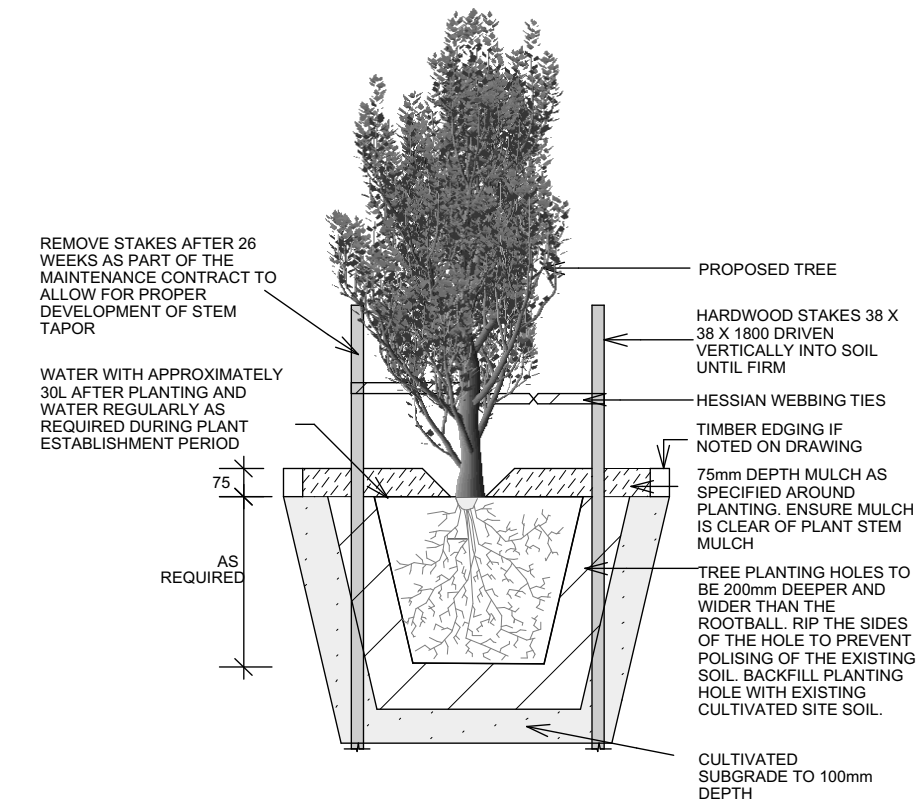 REMOVE STAKES AFTER 26
WEEKS AS PART OF THE
MAINTENANCE CONTRACT TO
ALLOW FOR PROPER
DEVELOPMENT OF STEM
TAPOR
WATER WITH APPROXIMATELY
30L AFTER PLANTING AND
WATER REGULARLY AS
REQUIRED DURING PLANT
ESTABLISHMENT PERIOD
75
AS
REQUIRED
PROPOSED TREE
HARDWOOD STAKES 38 X
38 X 1800 DRIVEN
VERTICALLY INTO SOIL
UNTIL FIRM
HESSIAN WEBBING TIES
TIMBER EDGING IF
NOTED ON DRAWING
75mm DEPTH MULCH AS
SPECIFIED AROUND
PLANTING. ENSURE MULCH
IS CLEAR OF PLANT STEM
MULCH
TREE PLANTING HOLES TO
BE 200mm DEEPER AND
WIDER THAN THE
ROOTBALL. RIP THE SIDES
OF THE HOLE TO PREVENT
POLISING OF THE EXISTING
SOIL. BACKFILL PLANTING
HOLE WITH EXISTING
CULTIVATED SITE SOIL.
CULTIVATED
SUBGRADE TO 100mm
DEPTH